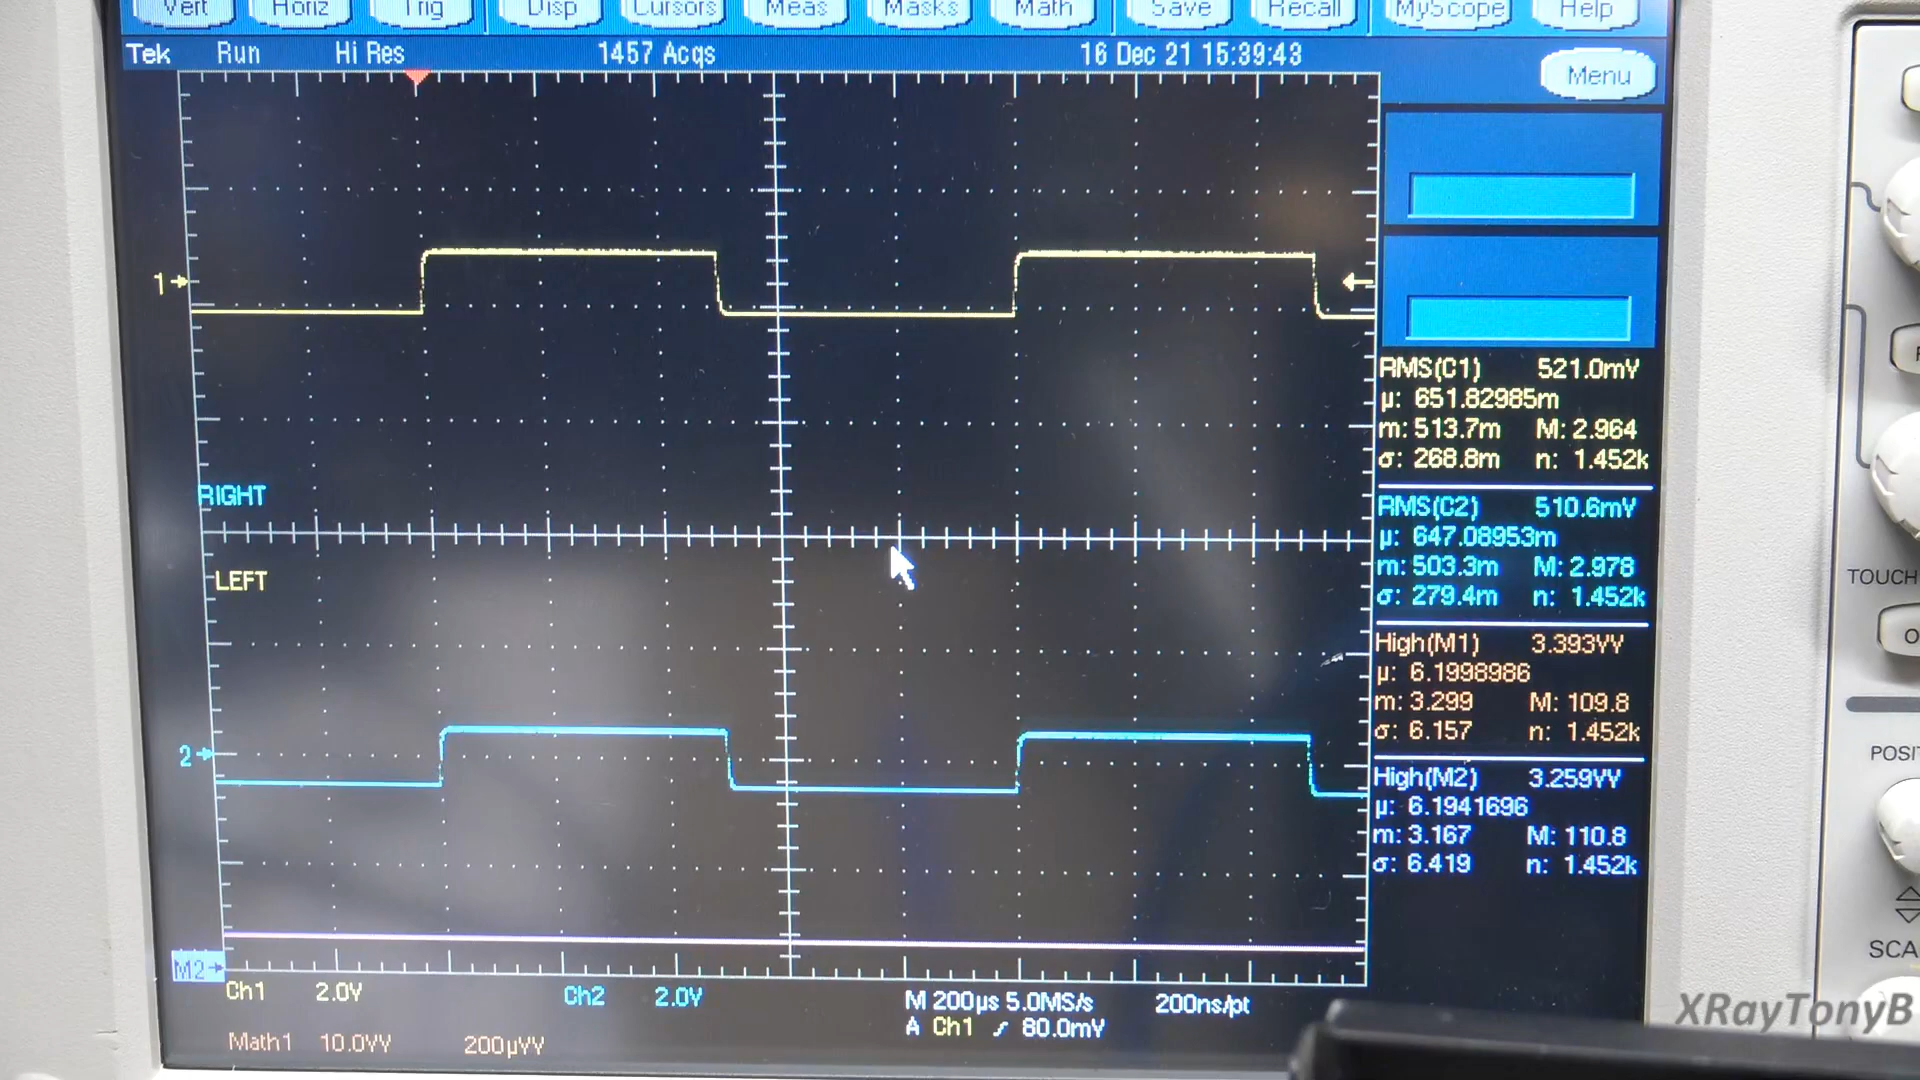 Vert Horiz Trig Disp Cursors Meas Masks Math Save Recall MyScope Help
Tek Run Hi Res 1457 Acqs 16 Dec 21 15:39:43
Menu
1
RIGHT
LEFT
2
M2
RMS(C1) 521.0mV
µ: 651.82985m
m: 513.7m M: 2.964
σ: 268.8m n: 1.452k
RMS(C2) 510.6mV
µ: 647.08953m
m: 503.3m M: 2.978
σ: 279.4m n: 1.452k
High(M1) 3.393VV
µ: 6.1998986
m: 3.299 M: 109.8
σ: 6.157 n: 1.452k
High(M2) 3.259VV
µ: 6.1941696
m: 3.167 M: 110.8
σ: 6.419 n: 1.452k
Ch1 2.0V Ch2 2.0V M 200µs 5.0MS/s 200ns/pt
A Ch1 80.0mV
Math1 10.0VV 200µVV
TOUCH
POSIT
SCA
XRayTonyB